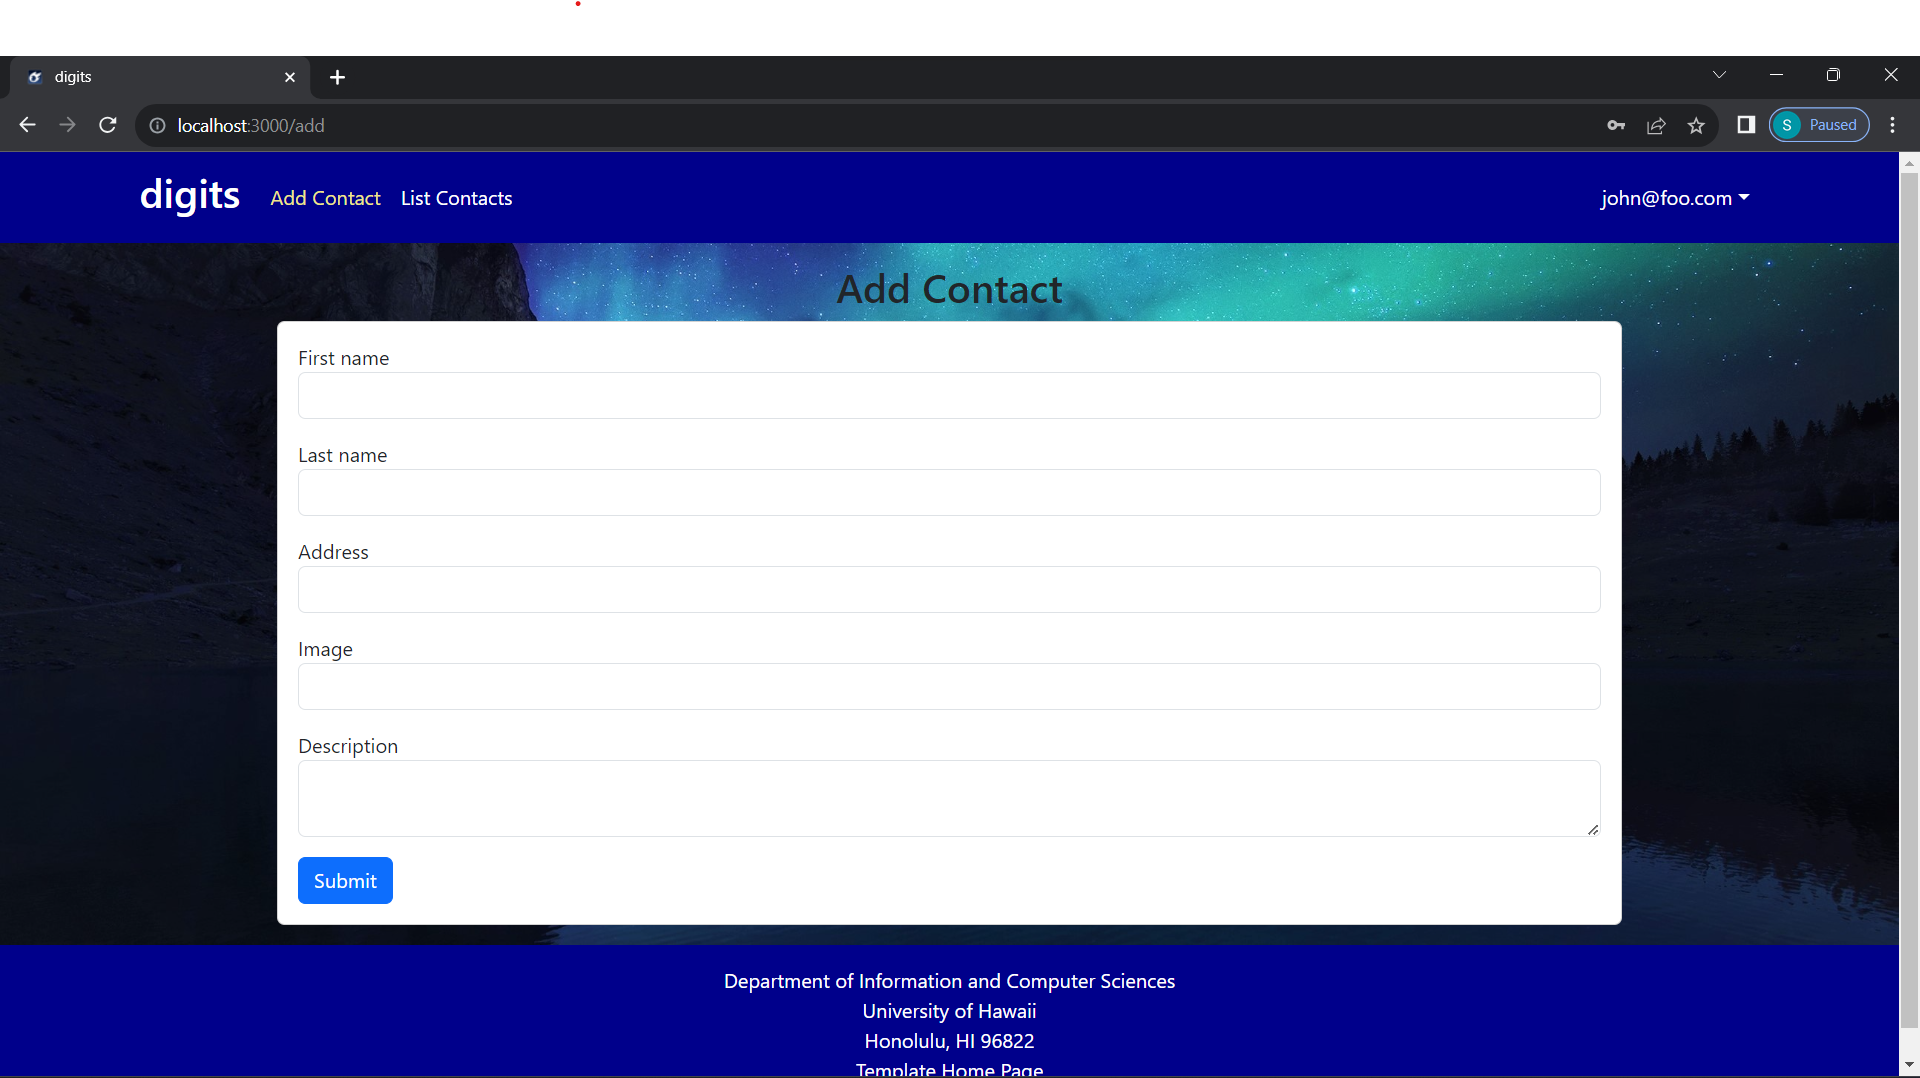 digits
localhost:3000/add
S Paused
digits Add Contact List Contacts john@foo.com
Add Contact
First name
Last name
Address
Image
Description
Submit
Department of Information and Computer Sciences
University of Hawaii
Honolulu, HI 96822
Template Home Page